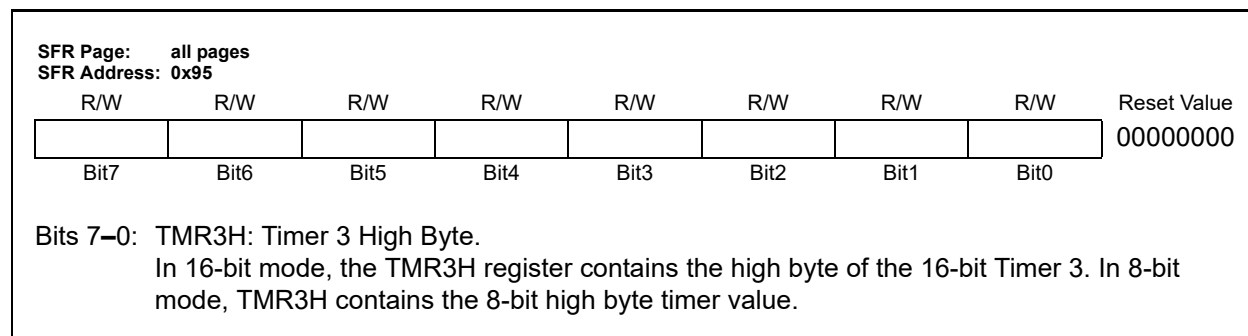 SFR Page: all pages
SFR Address: 0x95
R/W R/W R/W R/W R/W R/W R/W R/W Reset Value
00000000
Bit7 Bit6 Bit5 Bit4 Bit3 Bit2 Bit1 Bit0
Bits 7–0: TMR3H: Timer 3 High Byte.
In 16-bit mode, the TMR3H register contains the high byte of the 16-bit Timer 3. In 8-bit
mode, TMR3H contains the 8-bit high byte timer value.